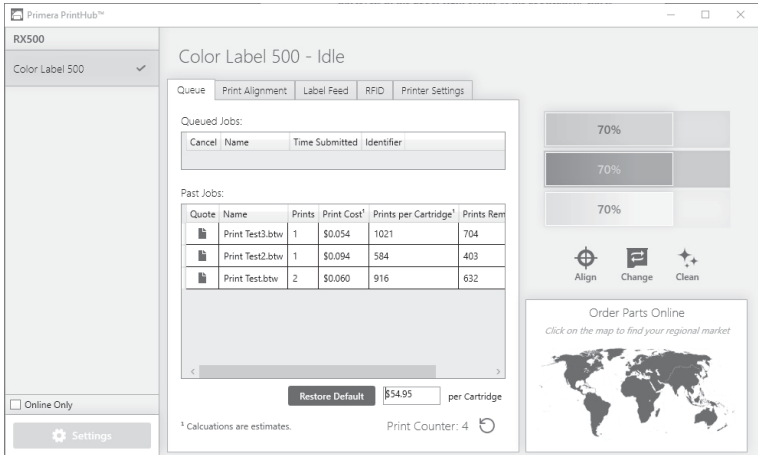 Primera PrintHub™
RX500
Color Label 500
Color Label 500 - Idle
Queue Print Alignment Label Feed RFID Printer Settings
Queued Jobs:
Cancel Name Time Submitted Identifier
Past Jobs:
Quote Name Prints Print Cost¹ Prints per Cartridge¹ Prints Rem
Print Test3.btw 1 $0.054 1021 704
Print Test2.btw 1 $0.094 584 403
Print Test.btw 2 $0.060 916 632
Restore Default $54.95 per Cartridge
¹ Calcuations are estimates. Print Counter: 4
70%
70%
70%
Align Change Clean
Order Parts Online
Click on the map to find your regional market
Online Only
Settings